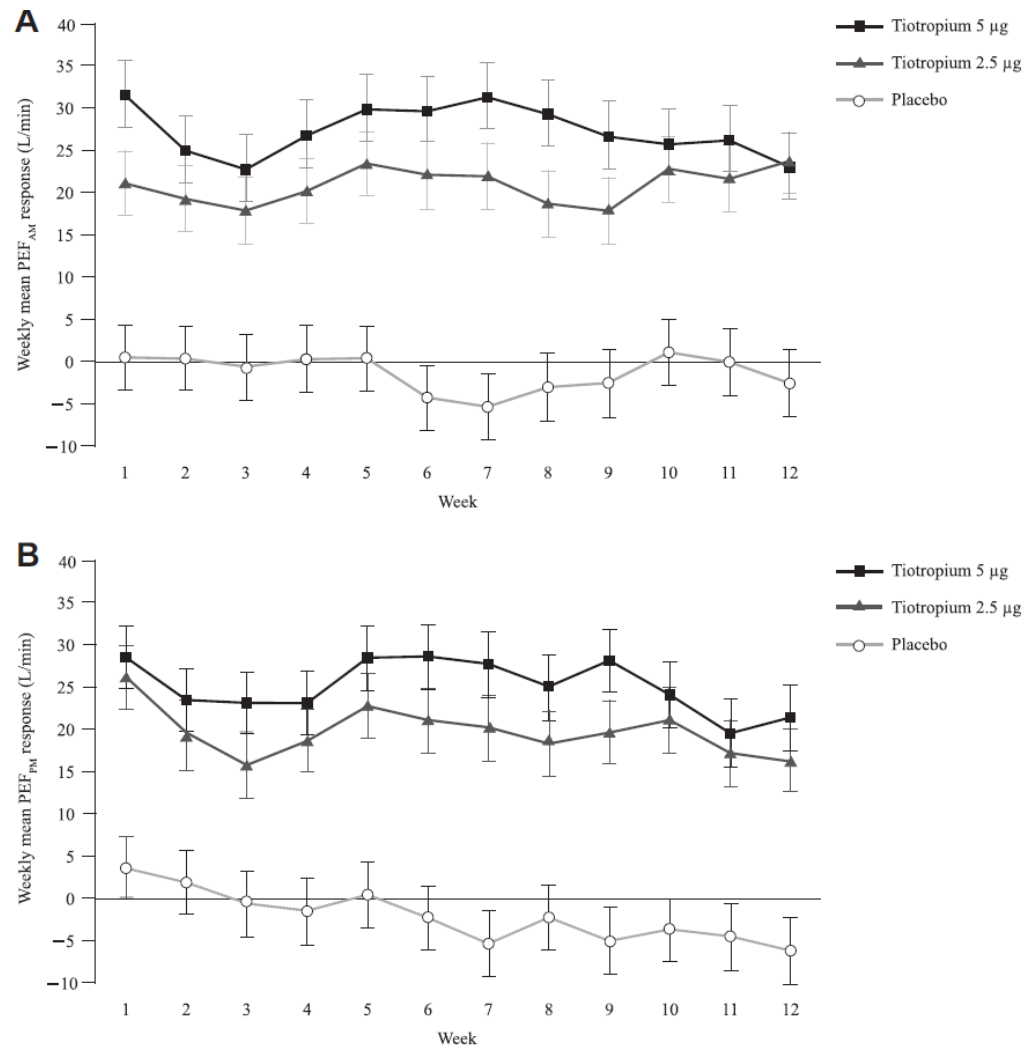 A
Tiotropium 5 µg
Tiotropium 2.5 µg
Placebo
Weekly mean PEFAM response (L/min)
40
35
30
25
20
15
10
5
0
−5
−10
1 2 3 4 5 6 7 8 9 10 11 12
Week
B
Tiotropium 5 µg
Tiotropium 2.5 µg
Placebo
Weekly mean PEFPM response (L/min)
40
35
30
25
20
15
10
5
0
−5
−10
1 2 3 4 5 6 7 8 9 10 11 12
Week